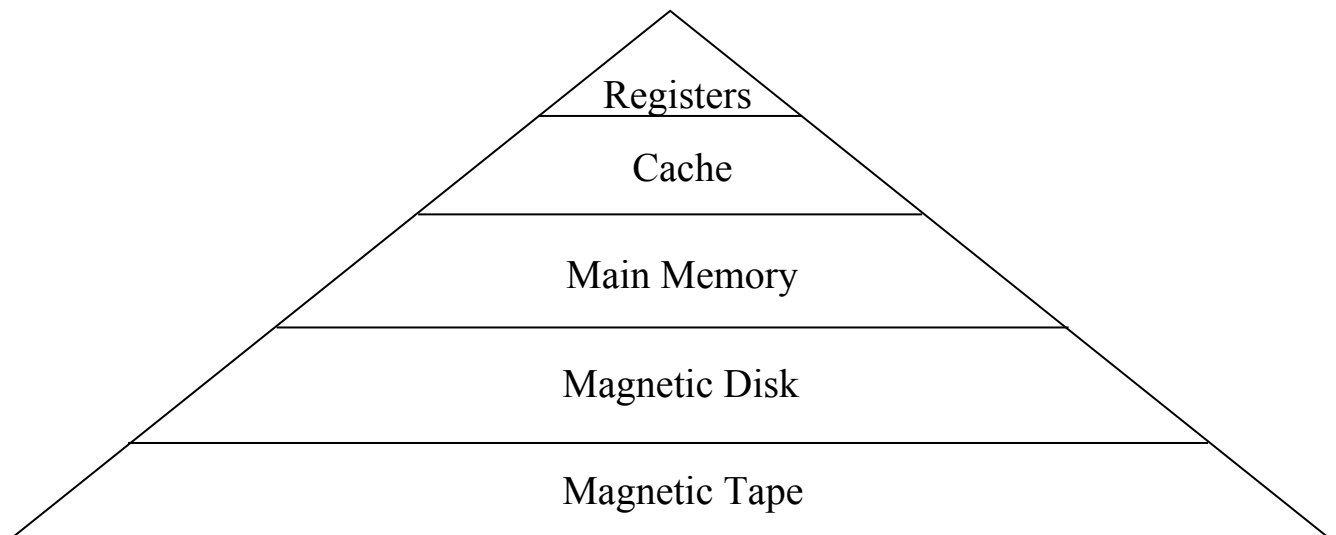 Registers
Cache
Main Memory
Magnetic Disk
Magnetic Tape